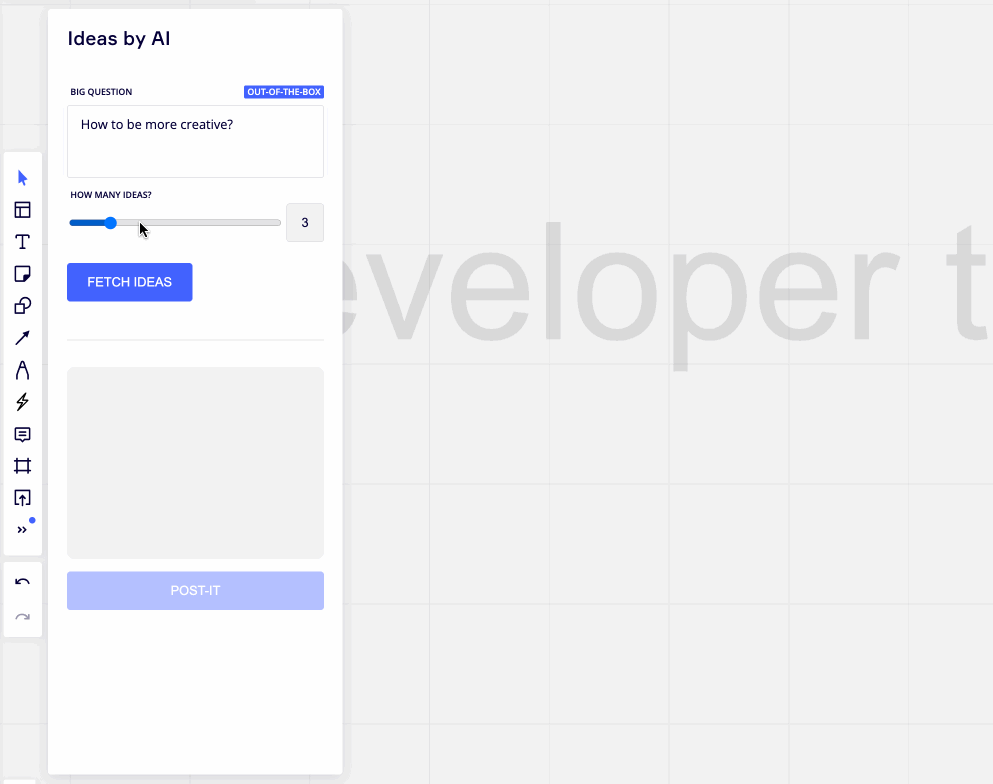 Ideas by AI
BIG QUESTION OUT-OF-THE-BOX
How to be more creative?
HOW MANY IDEAS?
3
FETCH IDEAS
POST-IT
eveloper t